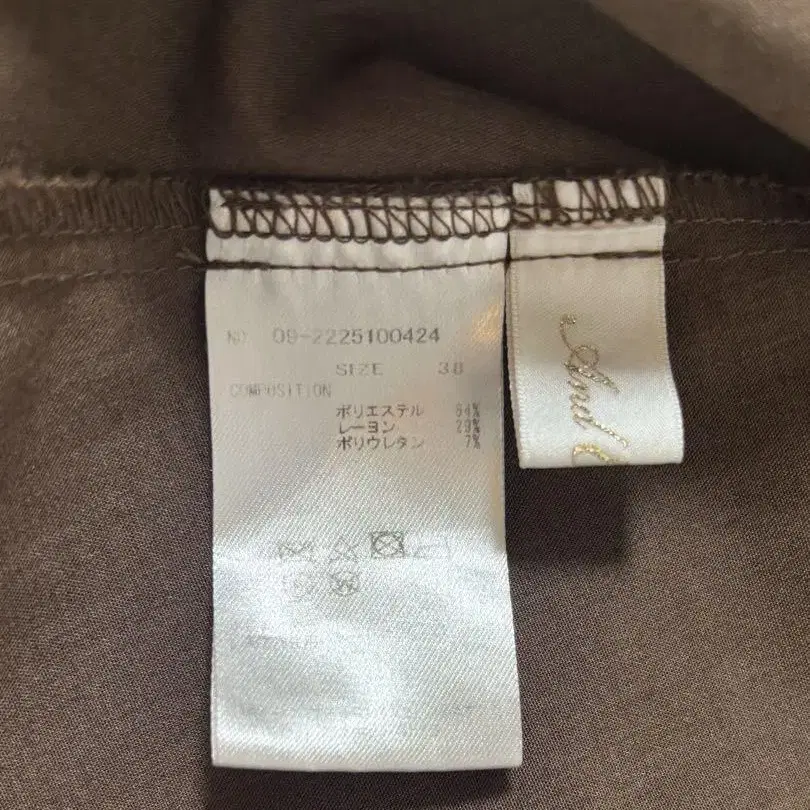 NO 09-2225100424
SIZE 38
COMPOSITION
ポリエステル 64%
レーヨン 29%
ポリウレタン 7%
And